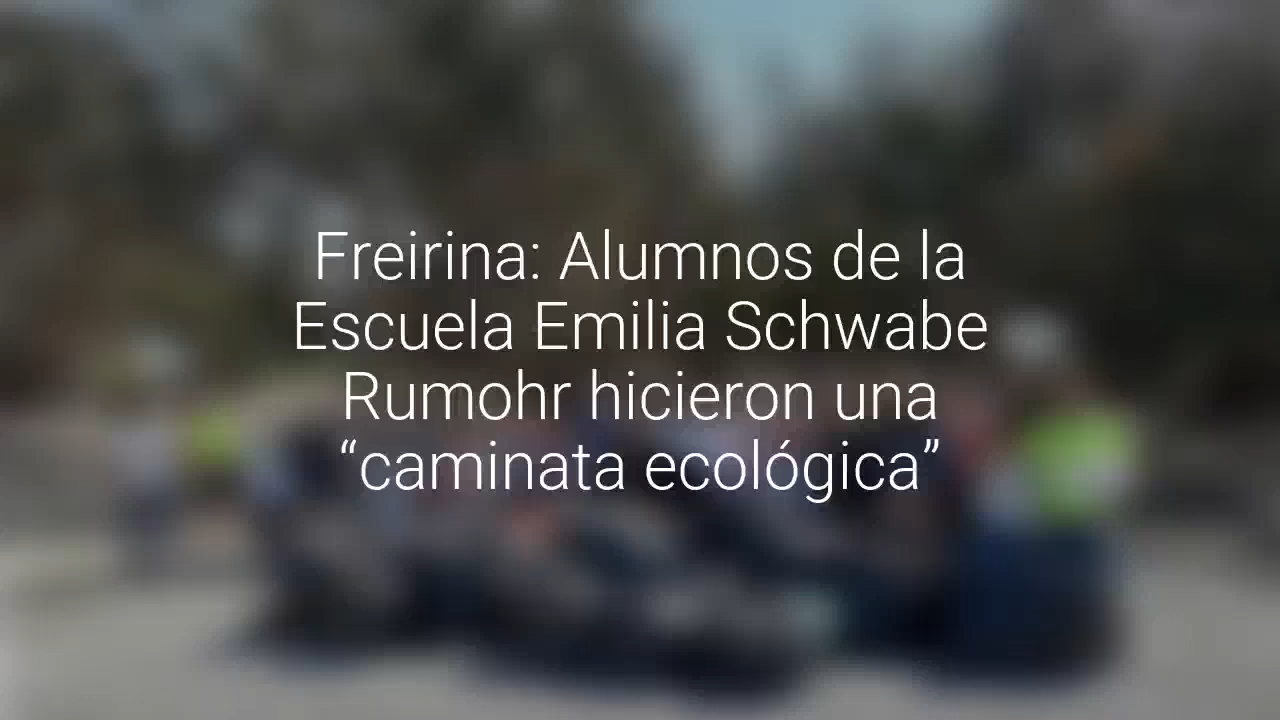 Freirina: Alumnos de la
Escuela Emilia Schwabe
Rumohr hicieron una
“caminata ecológica”